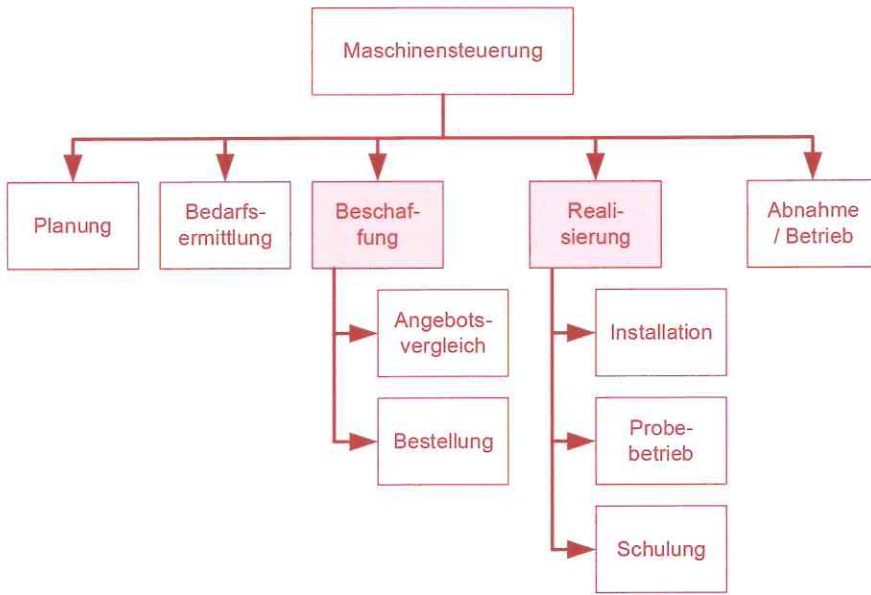 Maschinensteuerung
Planung
Bedarfs-
ermittlung
Beschaf-
fung
Reali-
sierung
Abnahme
/ Betrieb
Angebots-
vergleich
Bestellung
Installation
Probe-
betrieb
Schulung